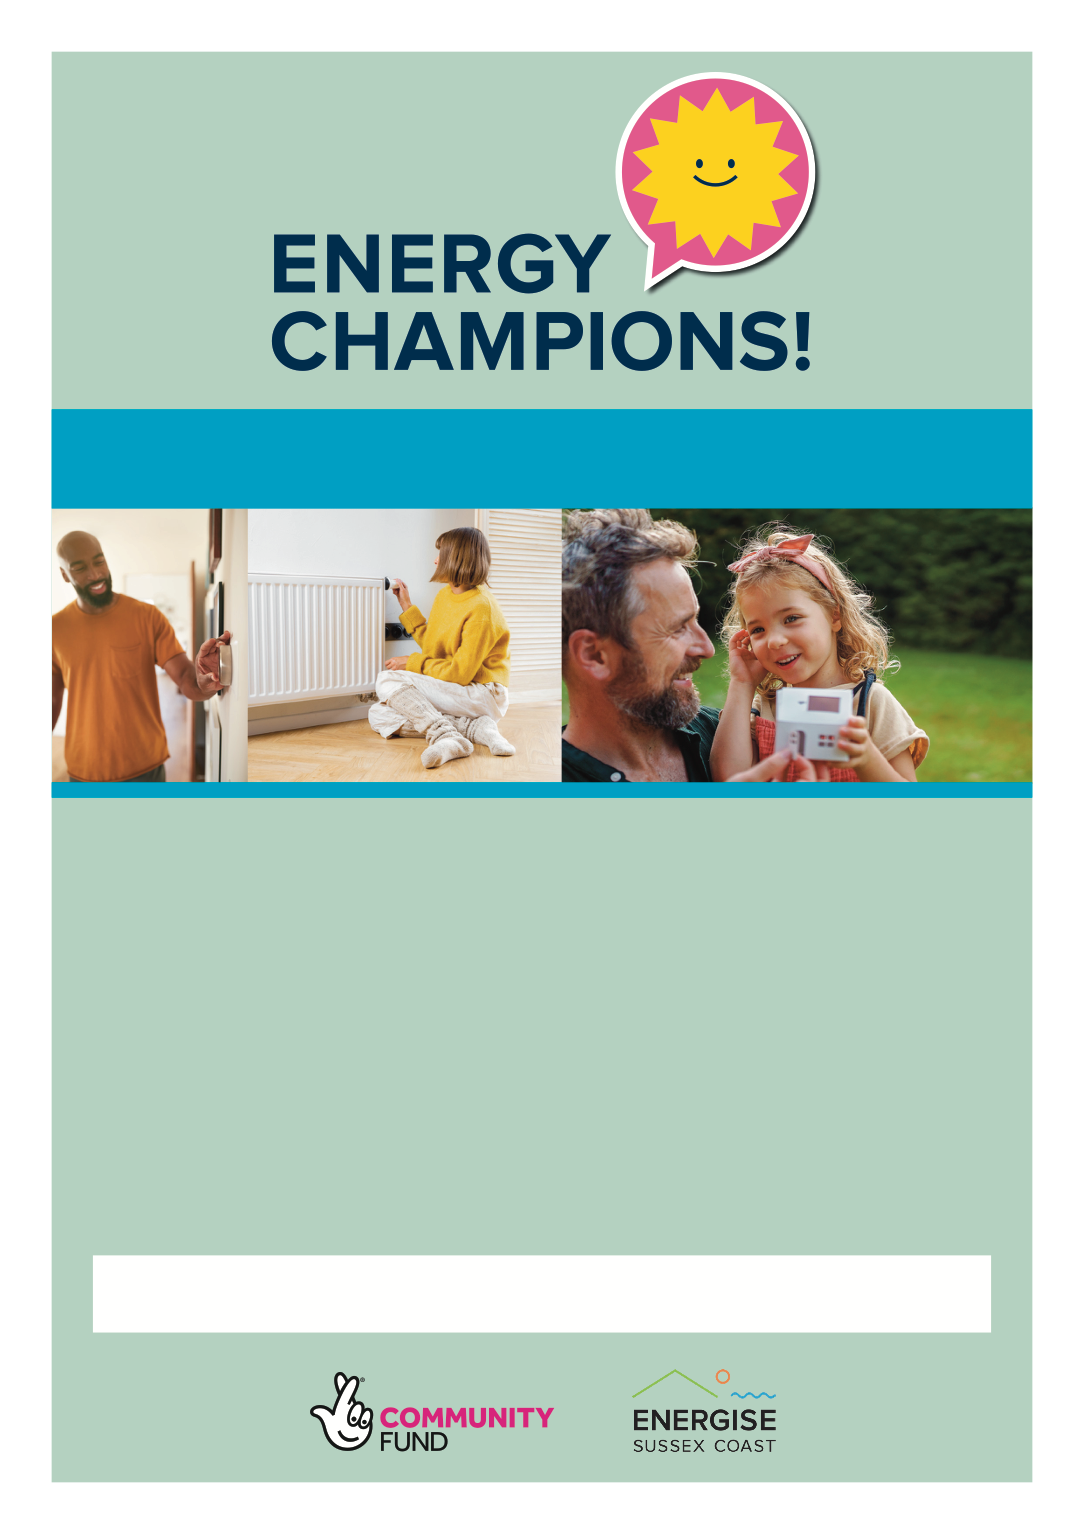 ENERGY
CHAMPIONS!
COMMUNITY
FUND
ENERGISE
SUSSEX COAST